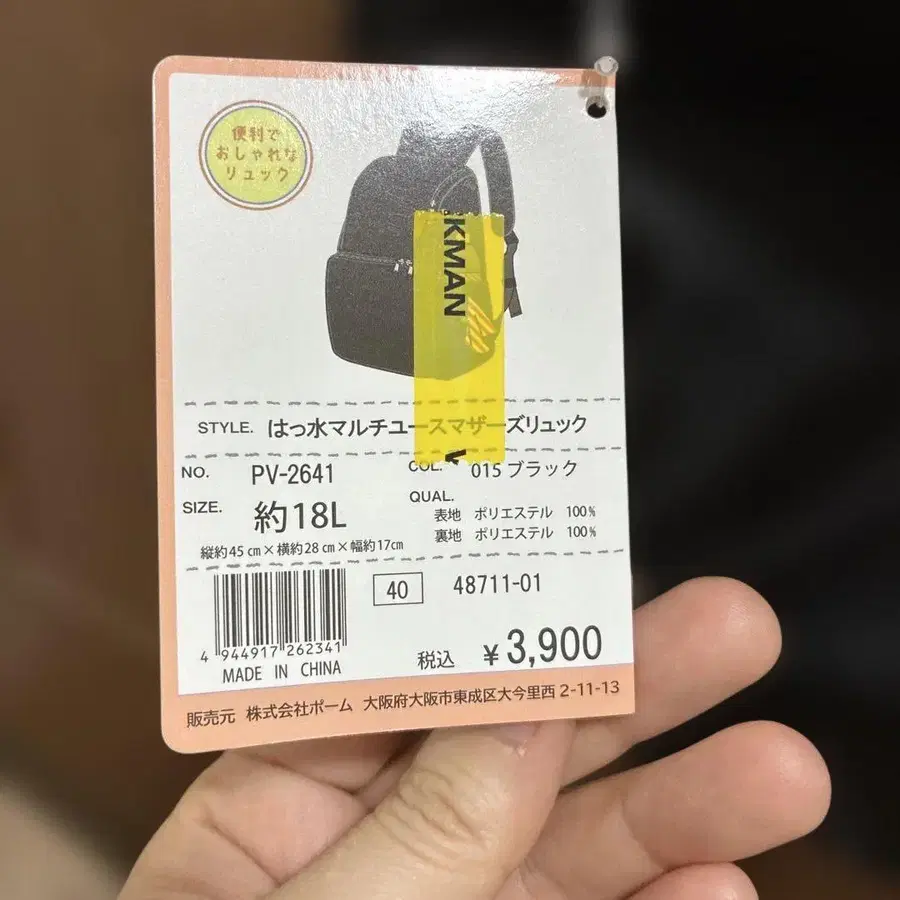 便利で
おしゃれな
リュック
KMAN
STYLE. はっ水マルチユースマザーズリュック
NO. PV-2641
COL. 015 ブラック
SIZE. 約18L
QUAL.
表地 ポリエステル 100%
裏地 ポリエステル 100%
縦約45cm×横約28cm×幅約17cm
40 48711-01
4 944917 262341
MADE IN CHINA
税込 ¥3,900
販売元 株式会社ポーム 大阪府大阪市東成区大今里西 2-11-13